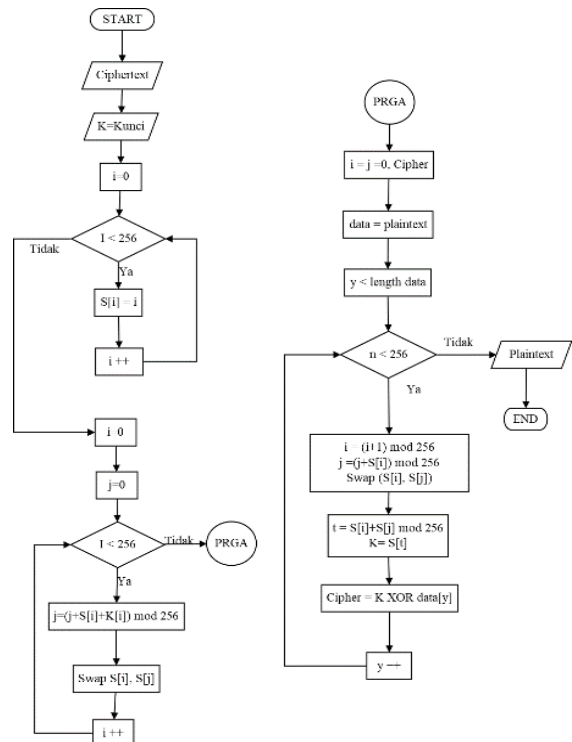 START
Ciphertext
K=Kunci
i=0
I < 256
Tidak
Ya
S[i] = i
i ++
i=0
j=0
I < 256
Tidak
PRGA
Ya
j=(j+S[i]+K[i]) mod 256
Swap S[i], S[j]
i ++
PRGA
i = j =0, Cipher
data = plaintext
y < length data
n < 256
Tidak
Plaintext
END
Ya
i = (i+1) mod 256
j =(j+S[i]) mod 256
Swap (S[i], S[j])
t = S[i]+S[j] mod 256
K= S[t]
Cipher = K XOR data[y]
y ++